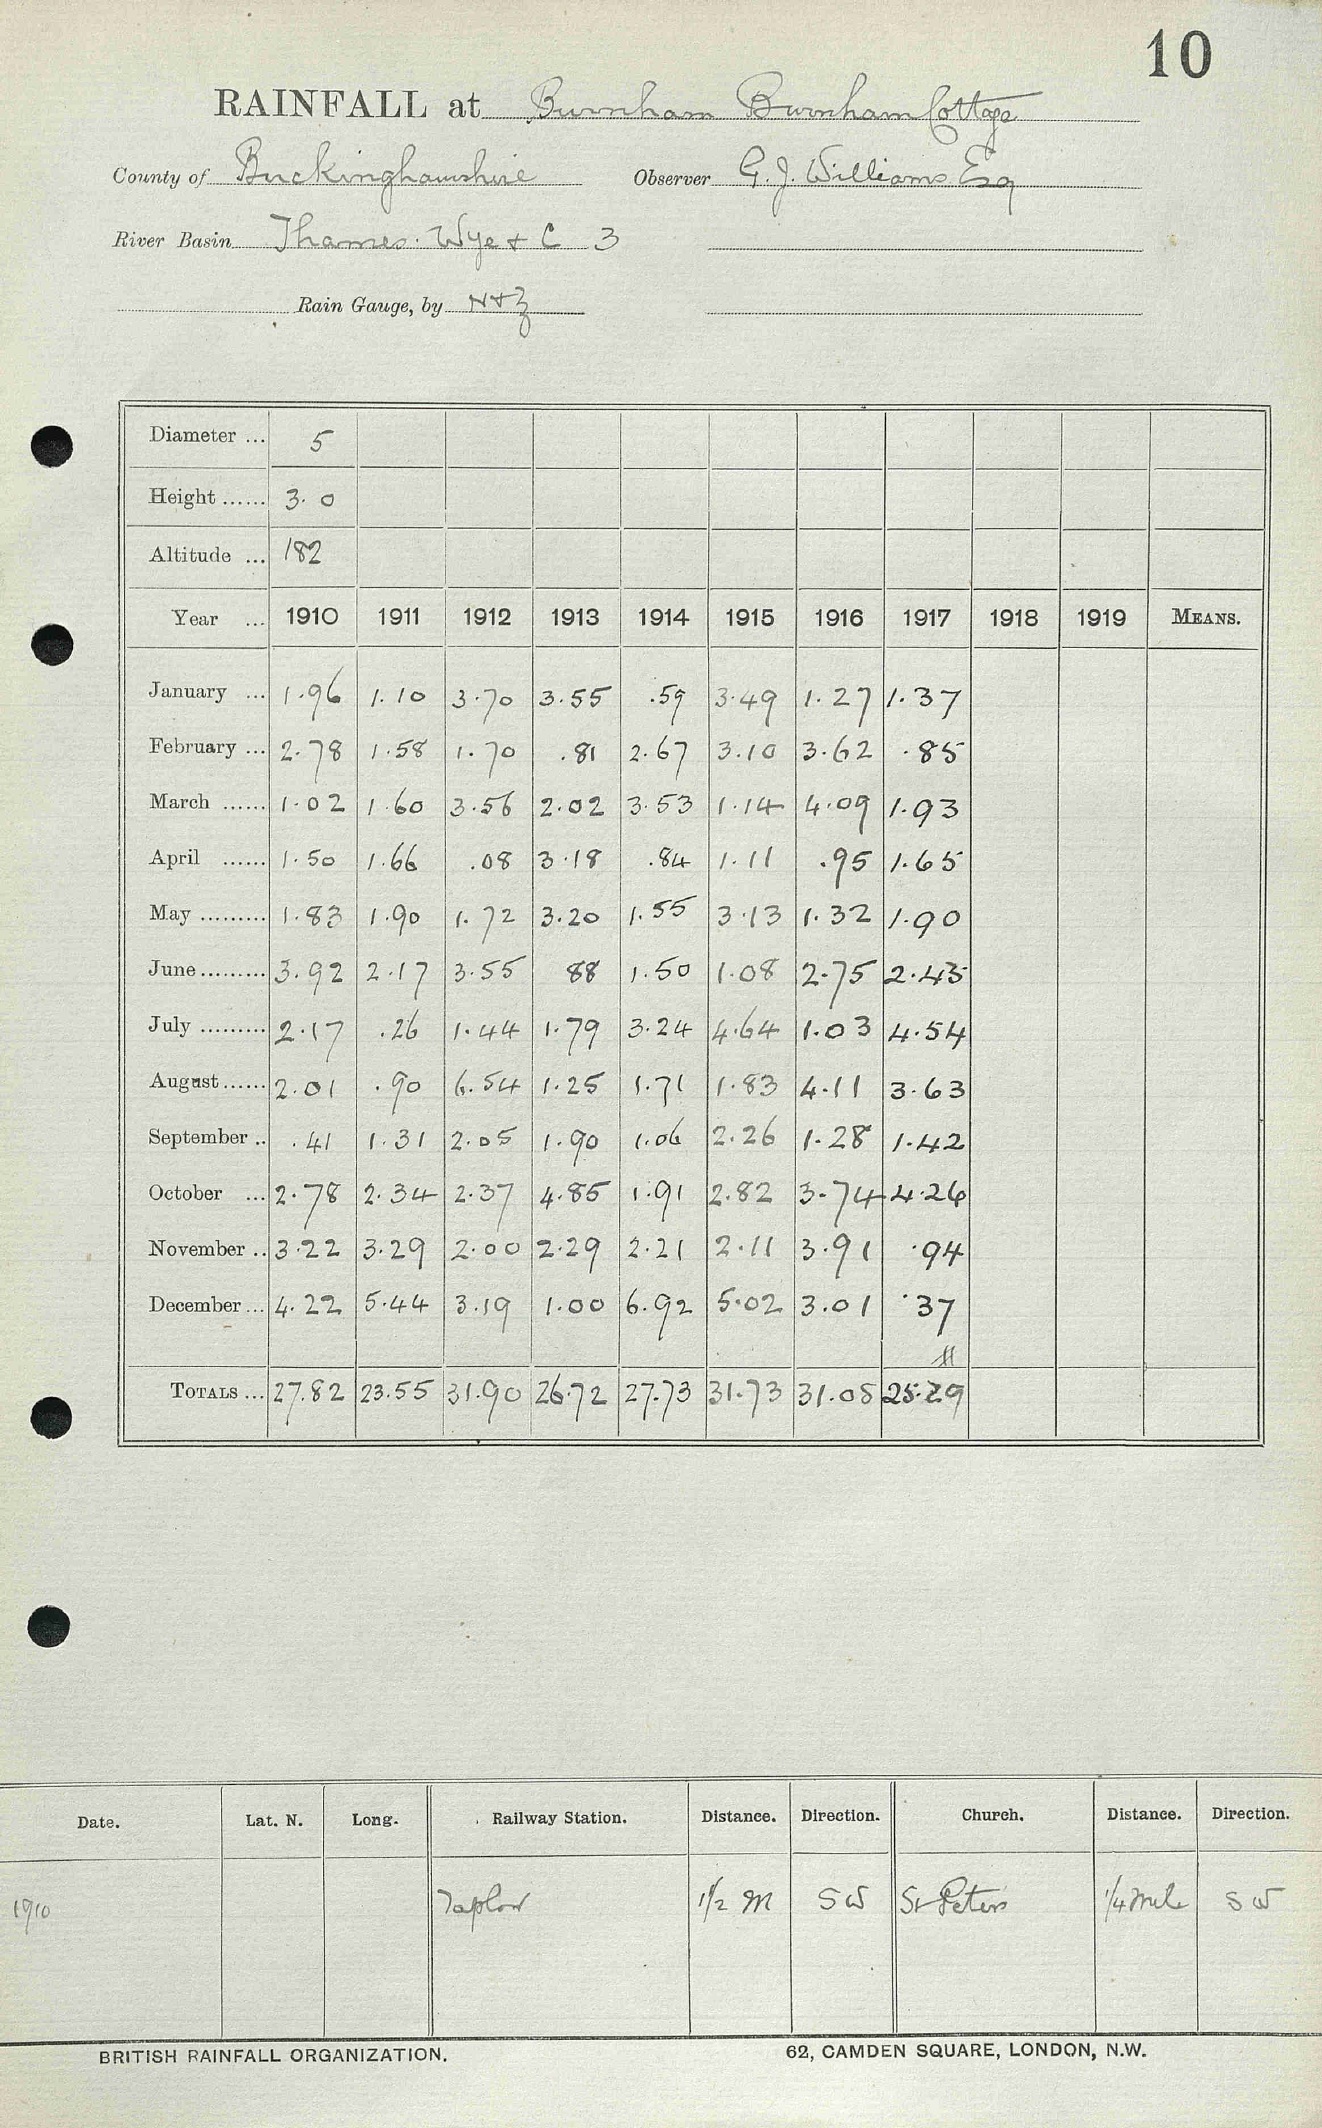 10
RAINFALL at Burnham Burnham Cottage
County of Buckinghamshire Observer G. J. Williams Esq
River Basin Thames. Wye + C 3
Rain Gauge, by N+Z
Diameter ... 5
Height ...... 3. 0
Altitude ... 182
Year ... 1910 1911 1912 1913 1914 1915 1916 1917 1918 1919 MEANS.
January ... 1.96 1.10 3.70 3.55 .59 3.49 1.27 1.37
February ... 2.78 1.58 1.70 .81 2.67 3.10 3.62 .85
March ...... 1.02 1.60 3.56 2.02 3.53 1.14 4.09 1.93
April ...... 1.50 1.66 .08 3.18 .84 1.11 .95 1.65
May ......... 1.83 1.90 1.72 3.20 1.55 3.13 1.32 1.90
June ......... 3.92 2.17 3.55 88 1.50 1.08 2.75 2.43
July ......... 2.17 .26 1.44 1.79 3.24 4.64 1.03 4.54
August ...... 2.01 .90 6.54 1.25 1.71 1.83 4.11 3.63
September .. .41 1.31 2.05 1.90 1.06 2.26 1.28 1.42
October ... 2.78 2.34 2.37 4.85 1.91 2.82 3.74 4.26
November .. 3.22 3.29 2.00 2.29 2.21 2.11 3.91 .94
December ... 4.22 5.44 3.19 1.00 6.92 5.02 3.01 .37
TOTALS ... 27.82 23.55 31.90 26.72 27.73 31.73 31.08 25.29
Date. Lat. N. Long. Railway Station. Distance. Direction. Church. Distance. Direction.
1910 Taplow 1½ M SW St Peters ¼ mile SW
BRITISH RAINFALL ORGANIZATION. 62, CAMDEN SQUARE, LONDON, N.W.